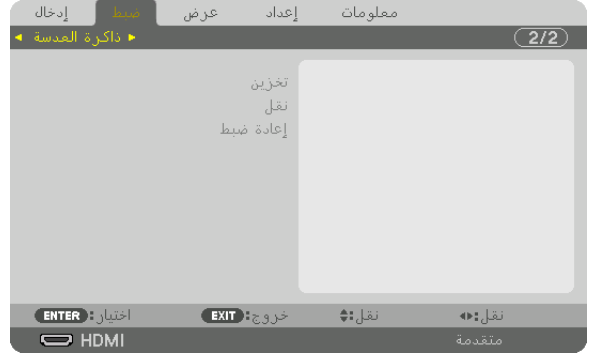 إدخال ضبط عرض إعداد معلومات
ذاكرة العدسة 2/2
تخزين
نقل
إعادة ضبط
ENTER:اختيار EXIT:خروج نقل: نقل:
HDMI متقدمة